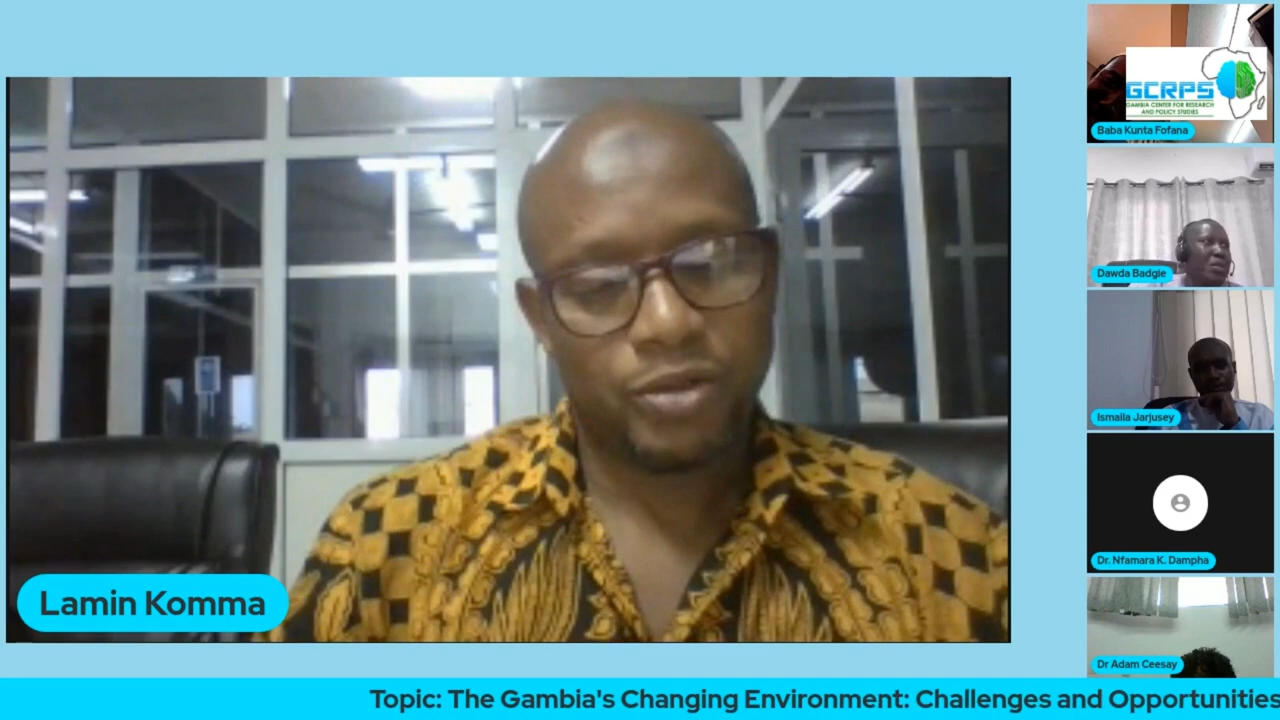 GCRPS
GAMBIA CENTER FOR RESEARCH
AND POLICY STUDIES
Baba Kunta Fofana
Dawda Badgie
Ismaila Jarjusey
Dr. Nfamara K. Dampha
Dr Adam Ceesay
Lamin Komma
Topic: The Gambia's Changing Environment: Challenges and Opportunities